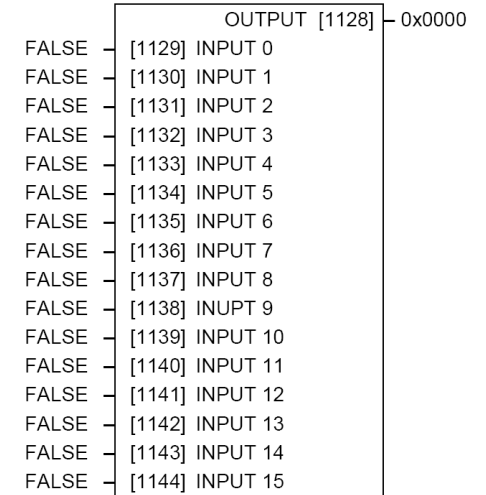 OUTPUT [1128] 0x0000
FALSE [1129] INPUT 0
FALSE [1130] INPUT 1
FALSE [1131] INPUT 2
FALSE [1132] INPUT 3
FALSE [1133] INPUT 4
FALSE [1134] INPUT 5
FALSE [1135] INPUT 6
FALSE [1136] INPUT 7
FALSE [1137] INPUT 8
FALSE [1138] INUPT 9
FALSE [1139] INPUT 10
FALSE [1140] INPUT 11
FALSE [1141] INPUT 12
FALSE [1142] INPUT 13
FALSE [1143] INPUT 14
FALSE [1144] INPUT 15